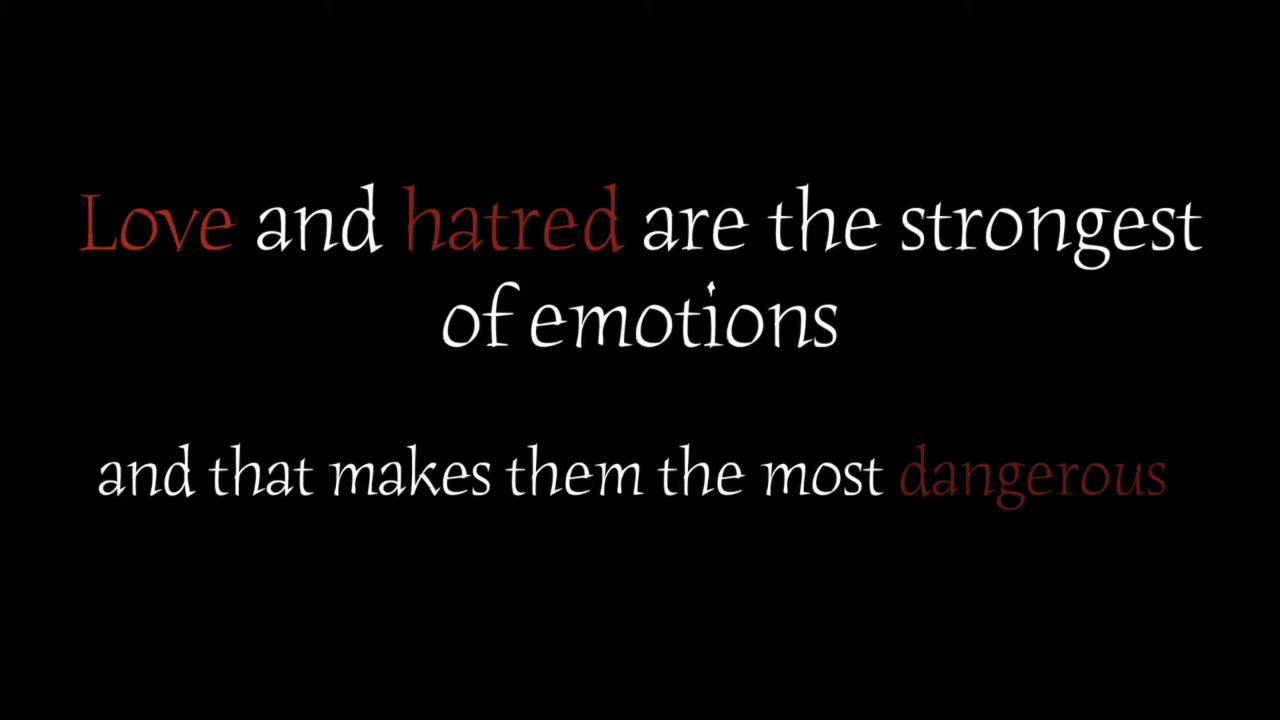 Love and hatred are the strongest
of emotions
and that makes them the most dangerous